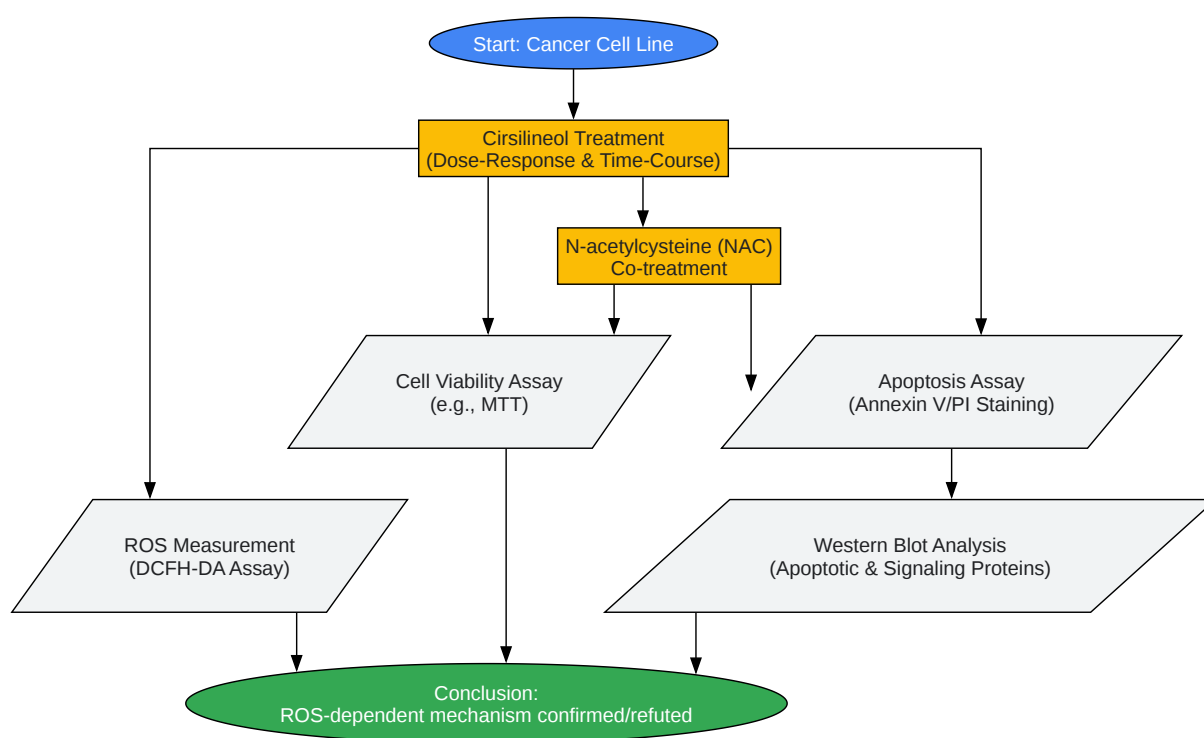 Start: Cancer Cell Line
Cirsilineol Treatment
(Dose-Response & Time-Course)
N-acetylcysteine (NAC)
Co-treatment
Cell Viability Assay
(e.g., MTT)
Apoptosis Assay
(Annexin V/PI Staining)
ROS Measurement
(DCFH-DA Assay)
Western Blot Analysis
(Apoptotic & Signaling Proteins)
Conclusion:
ROS-dependent mechanism confirmed/refuted